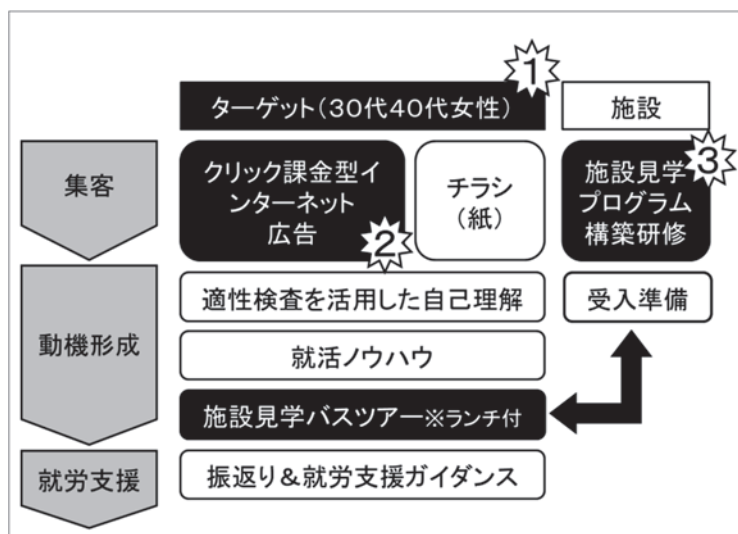 1
ターゲット(30代40代女性)
施設
集客
クリック課金型イ
ンターネット
広告
2
チラシ
(紙)
施設見学
プログラム
構築研修
3
動機形成
適性検査を活用した自己理解
受入準備
就活ノウハウ
施設見学バスツアー※ランチ付
就労支援
振返り&就労支援ガイダンス